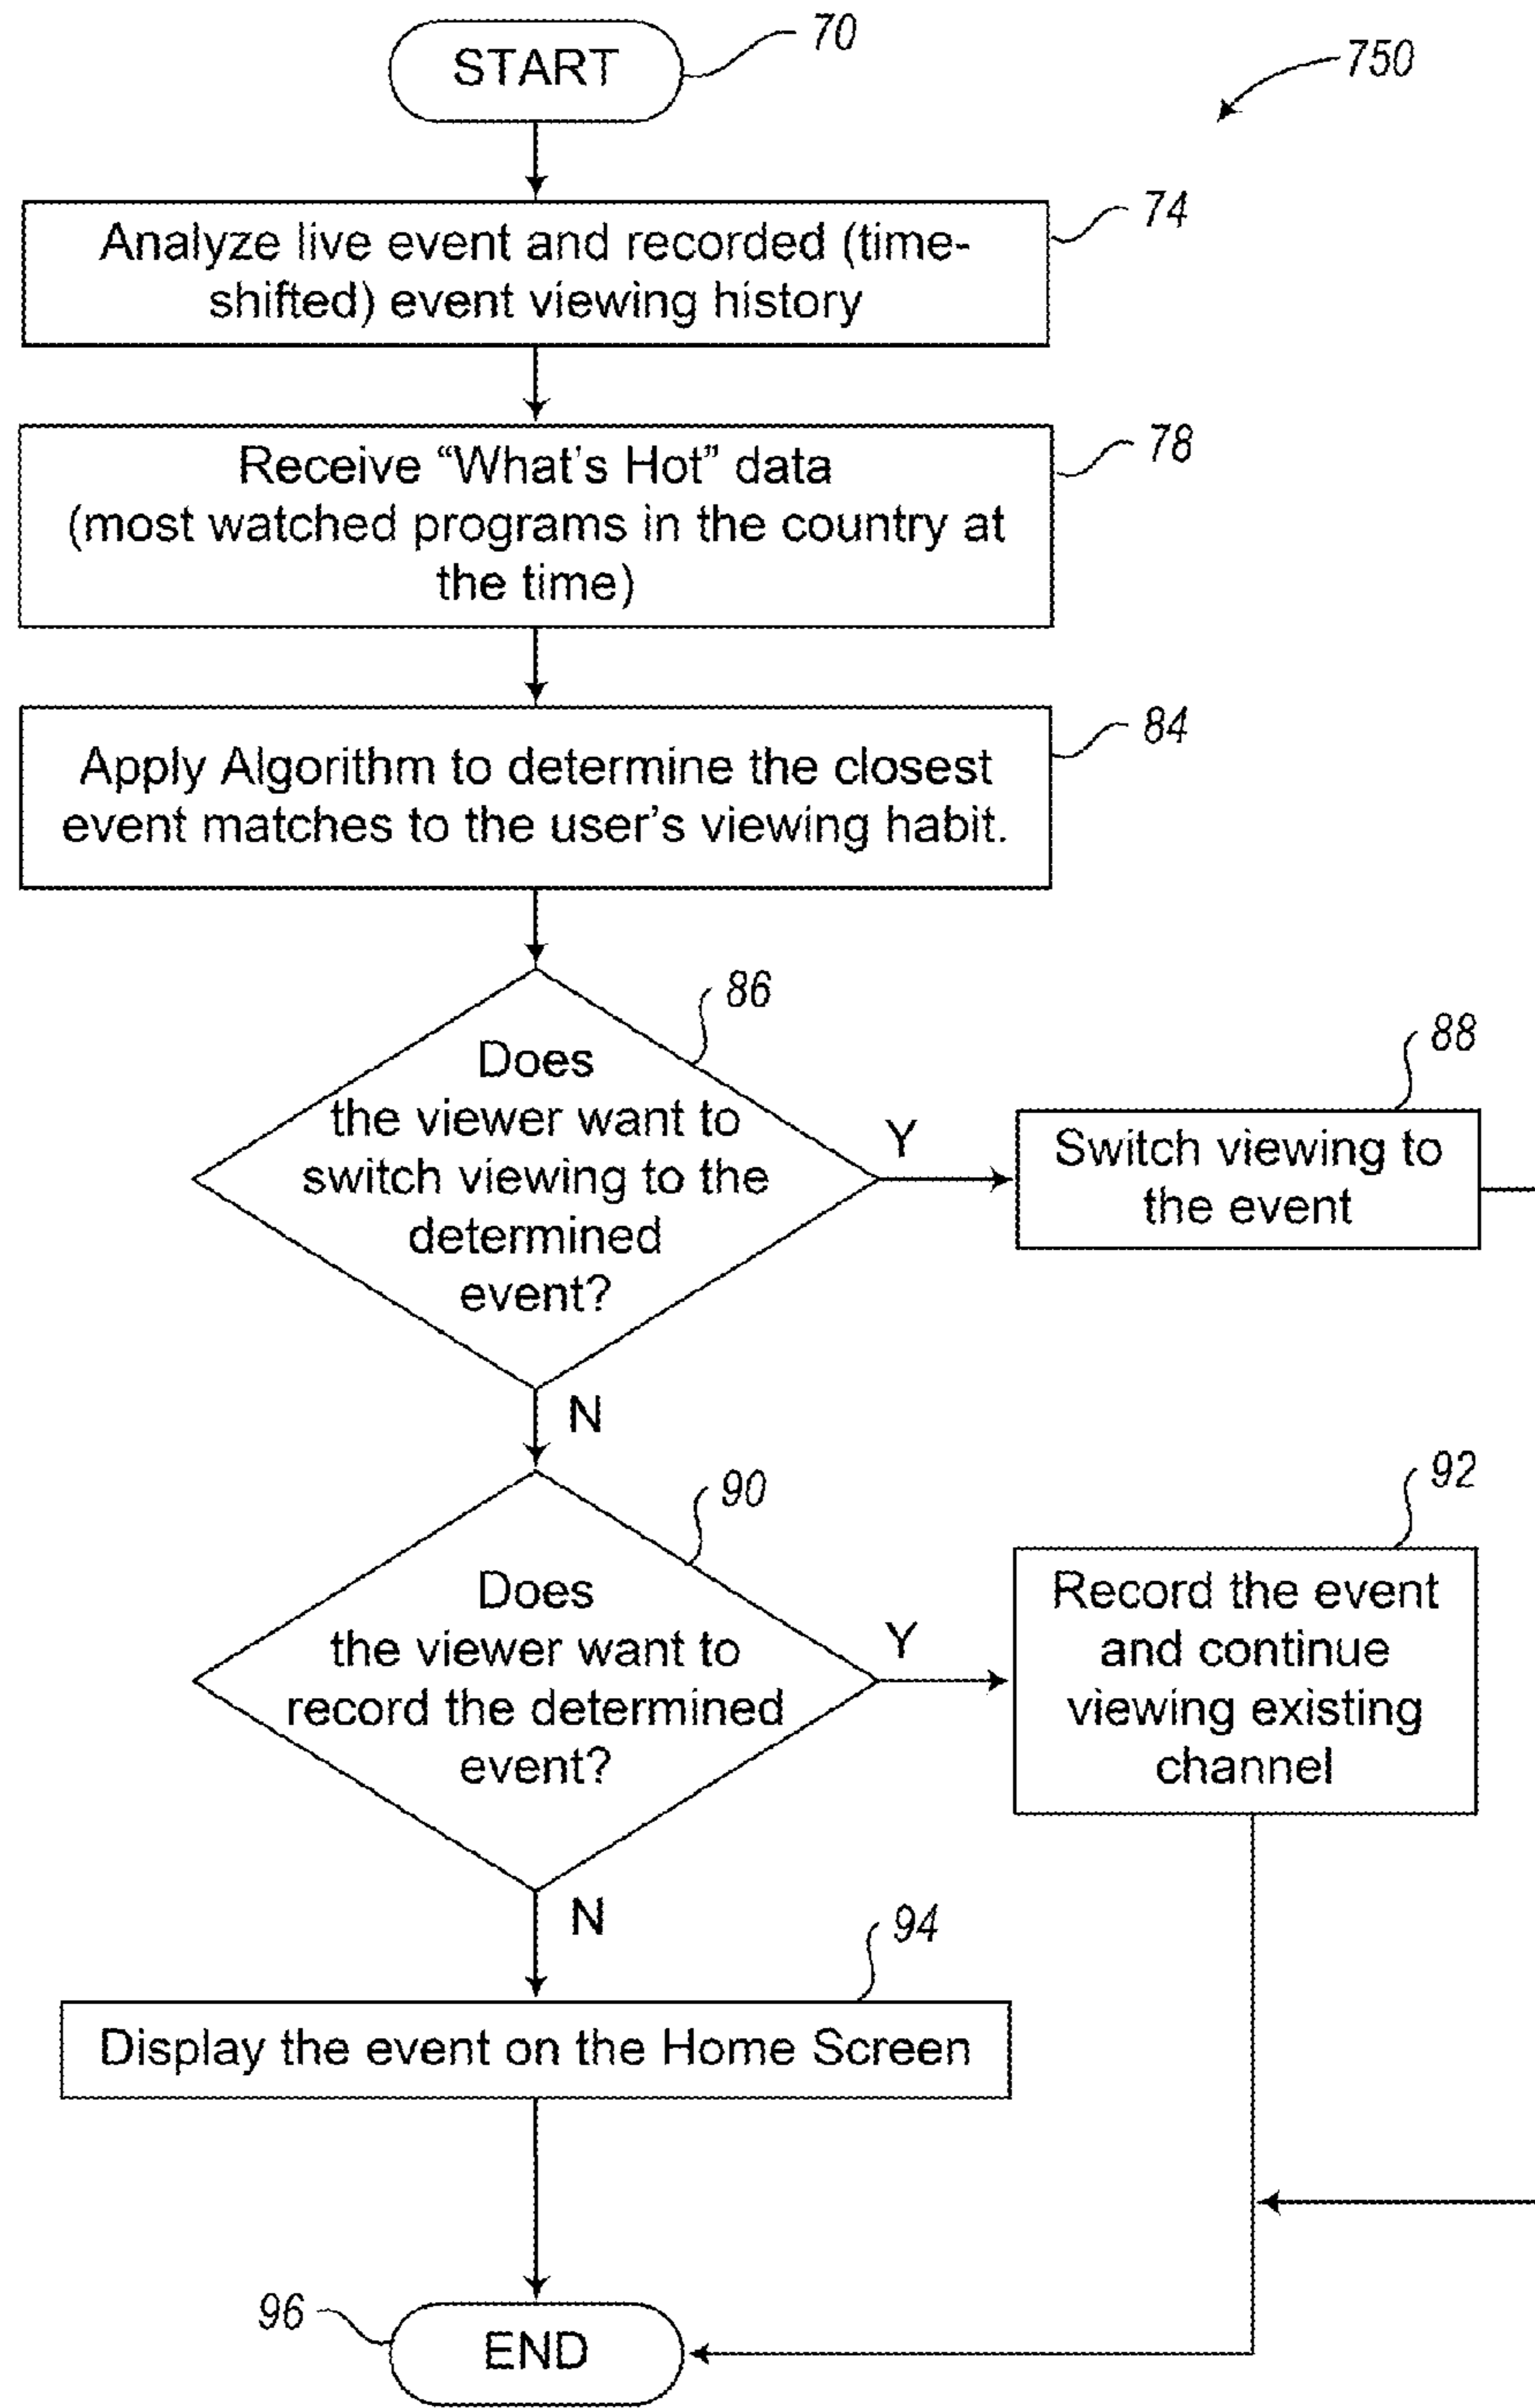 START
70
750
74
Analyze live event and recorded (time-
shifted) event viewing history
78
Receive “What’s Hot” data
(most watched programs in the country at
the time)
84
Apply Algorithm to determine the closest
event matches to the user’s viewing habit.
86
Does
the viewer want to
switch viewing to the
determined
event?
Y
88
Switch viewing to
the event
N
90
Does
the viewer want to
record the determined
event?
Y
92
Record the event
and continue
viewing existing
channel
N
94
Display the event on the Home Screen
96
END